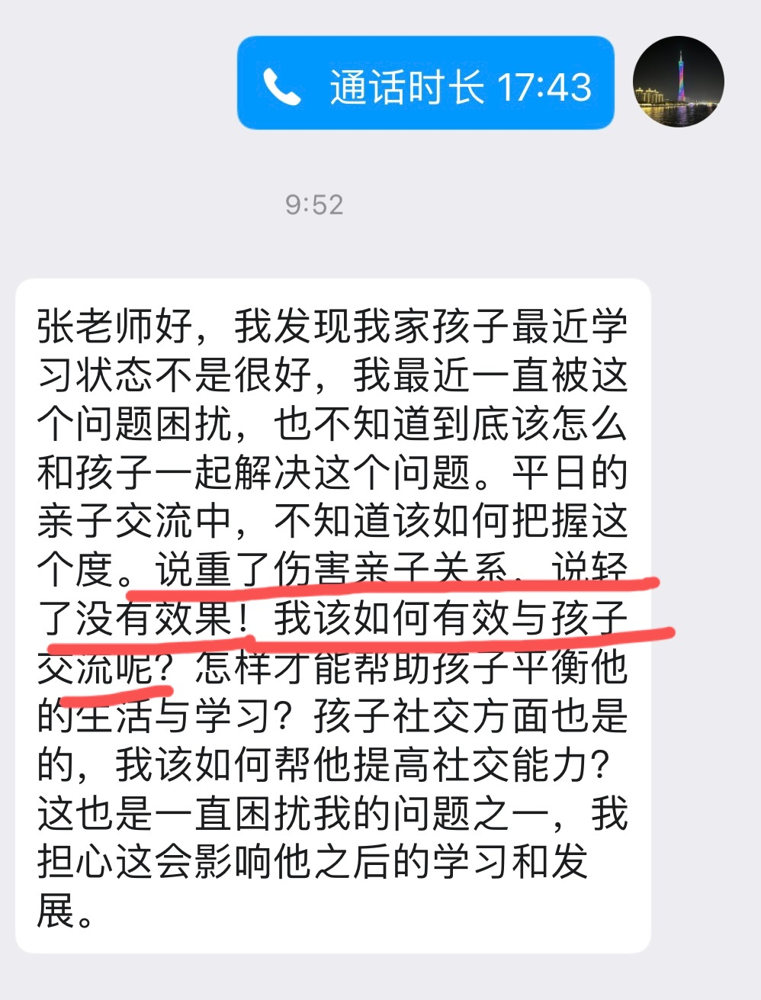 通话时长 17:43
9:52
张老师好，我发现我家孩子最近学
习状态不是很好，我最近一直被这
个问题困扰，也不知道到底该怎么
和孩子一起解决这个问题。平日的
亲子交流中，不知道该如何把握这
个度。说重了伤害亲子关系，说轻
了没有效果！我该如何有效与孩子
交流呢？怎样才能帮助孩子平衡他
的生活与学习？孩子社交方面也是
的，我该如何帮他提高社交能力？
这也是一直困扰我的问题之一，我
担心这会影响他之后的学习和发
展。